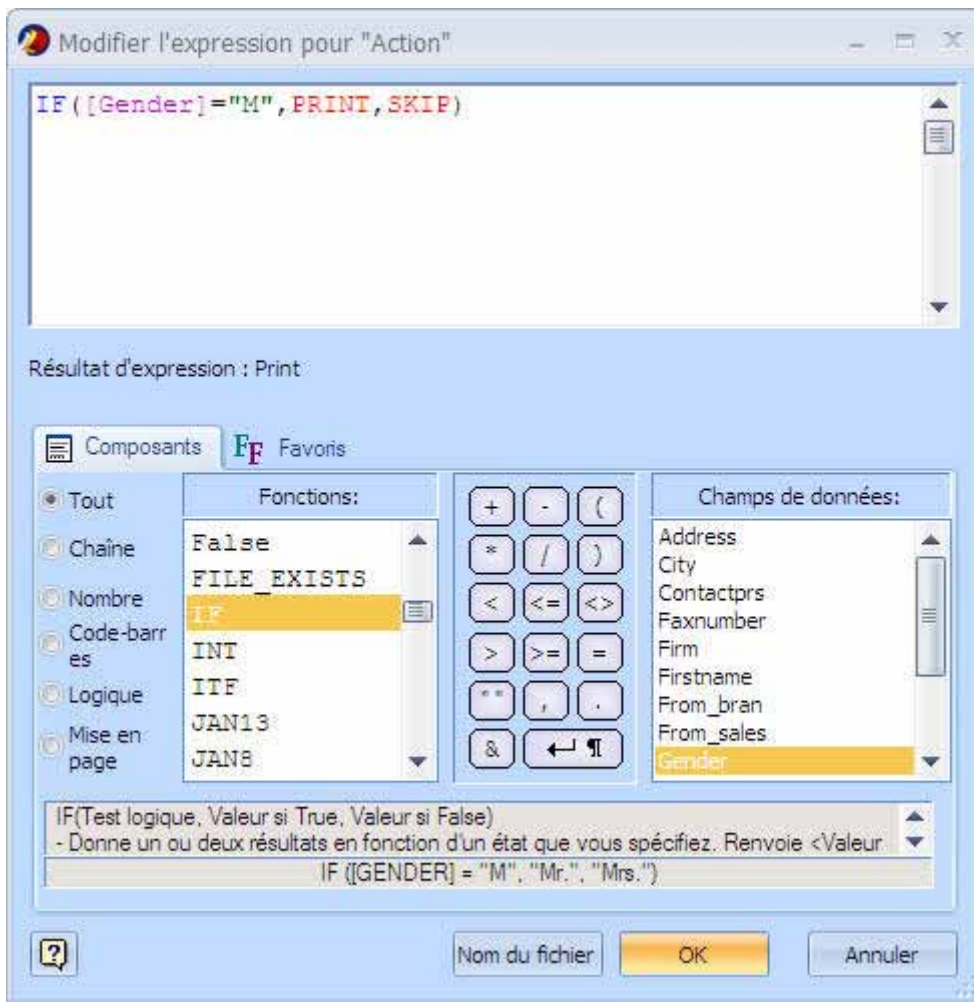 Modifier l'expression pour "Action"
IF([Gender]="M",PRINT,SKIP)
Résultat d'expression : Print
Composants
FF Favoris
Tout
Chaîne
Nombre
Code-barr
es
Logique
Mise en
page
Fonctions:
False
FILE_EXISTS
IF
INT
ITF
JAN13
JAN8
+ - (
* / )
< <= <>
> >= =
" " , .
& ↵ ¶
Champs de données:
Address
City
Contactprs
Faxnumber
Firm
Firstname
From_bran
From_sales
Gender
IF(Test logique, Valeur si True, Valeur si False)
- Donne un ou deux résultats en fonction d'un état que vous spécifiez. Renvoie <Valeur
IF ([GENDER] = "M", "Mr.", "Mrs.")
?
Nom du fichier
OK
Annuler